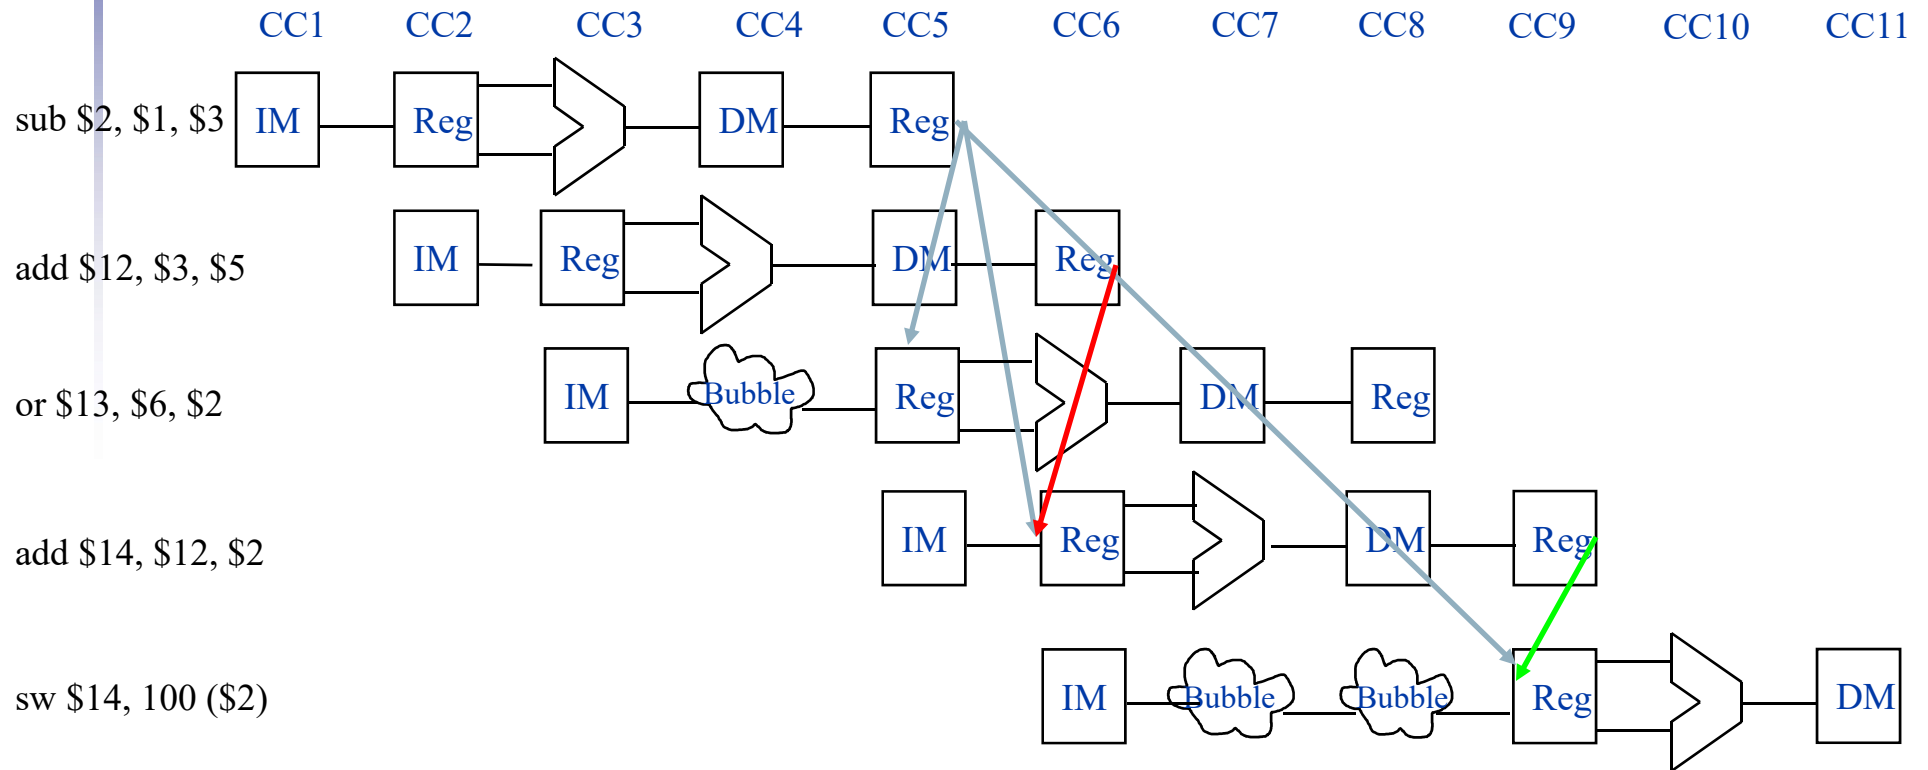 CC1 CC2 CC3 CC4 CC5 CC6 CC7 CC8 CC9 CC10 CC11
sub $2, $1, $3 IM Reg DM Reg
add $12, $3, $5 IM Reg DM Reg
or $13, $6, $2 IM Bubble Reg DM Reg
add $14, $12, $2 IM Reg DM Reg
sw $14, 100 ($2) IM Bubble Bubble Reg DM